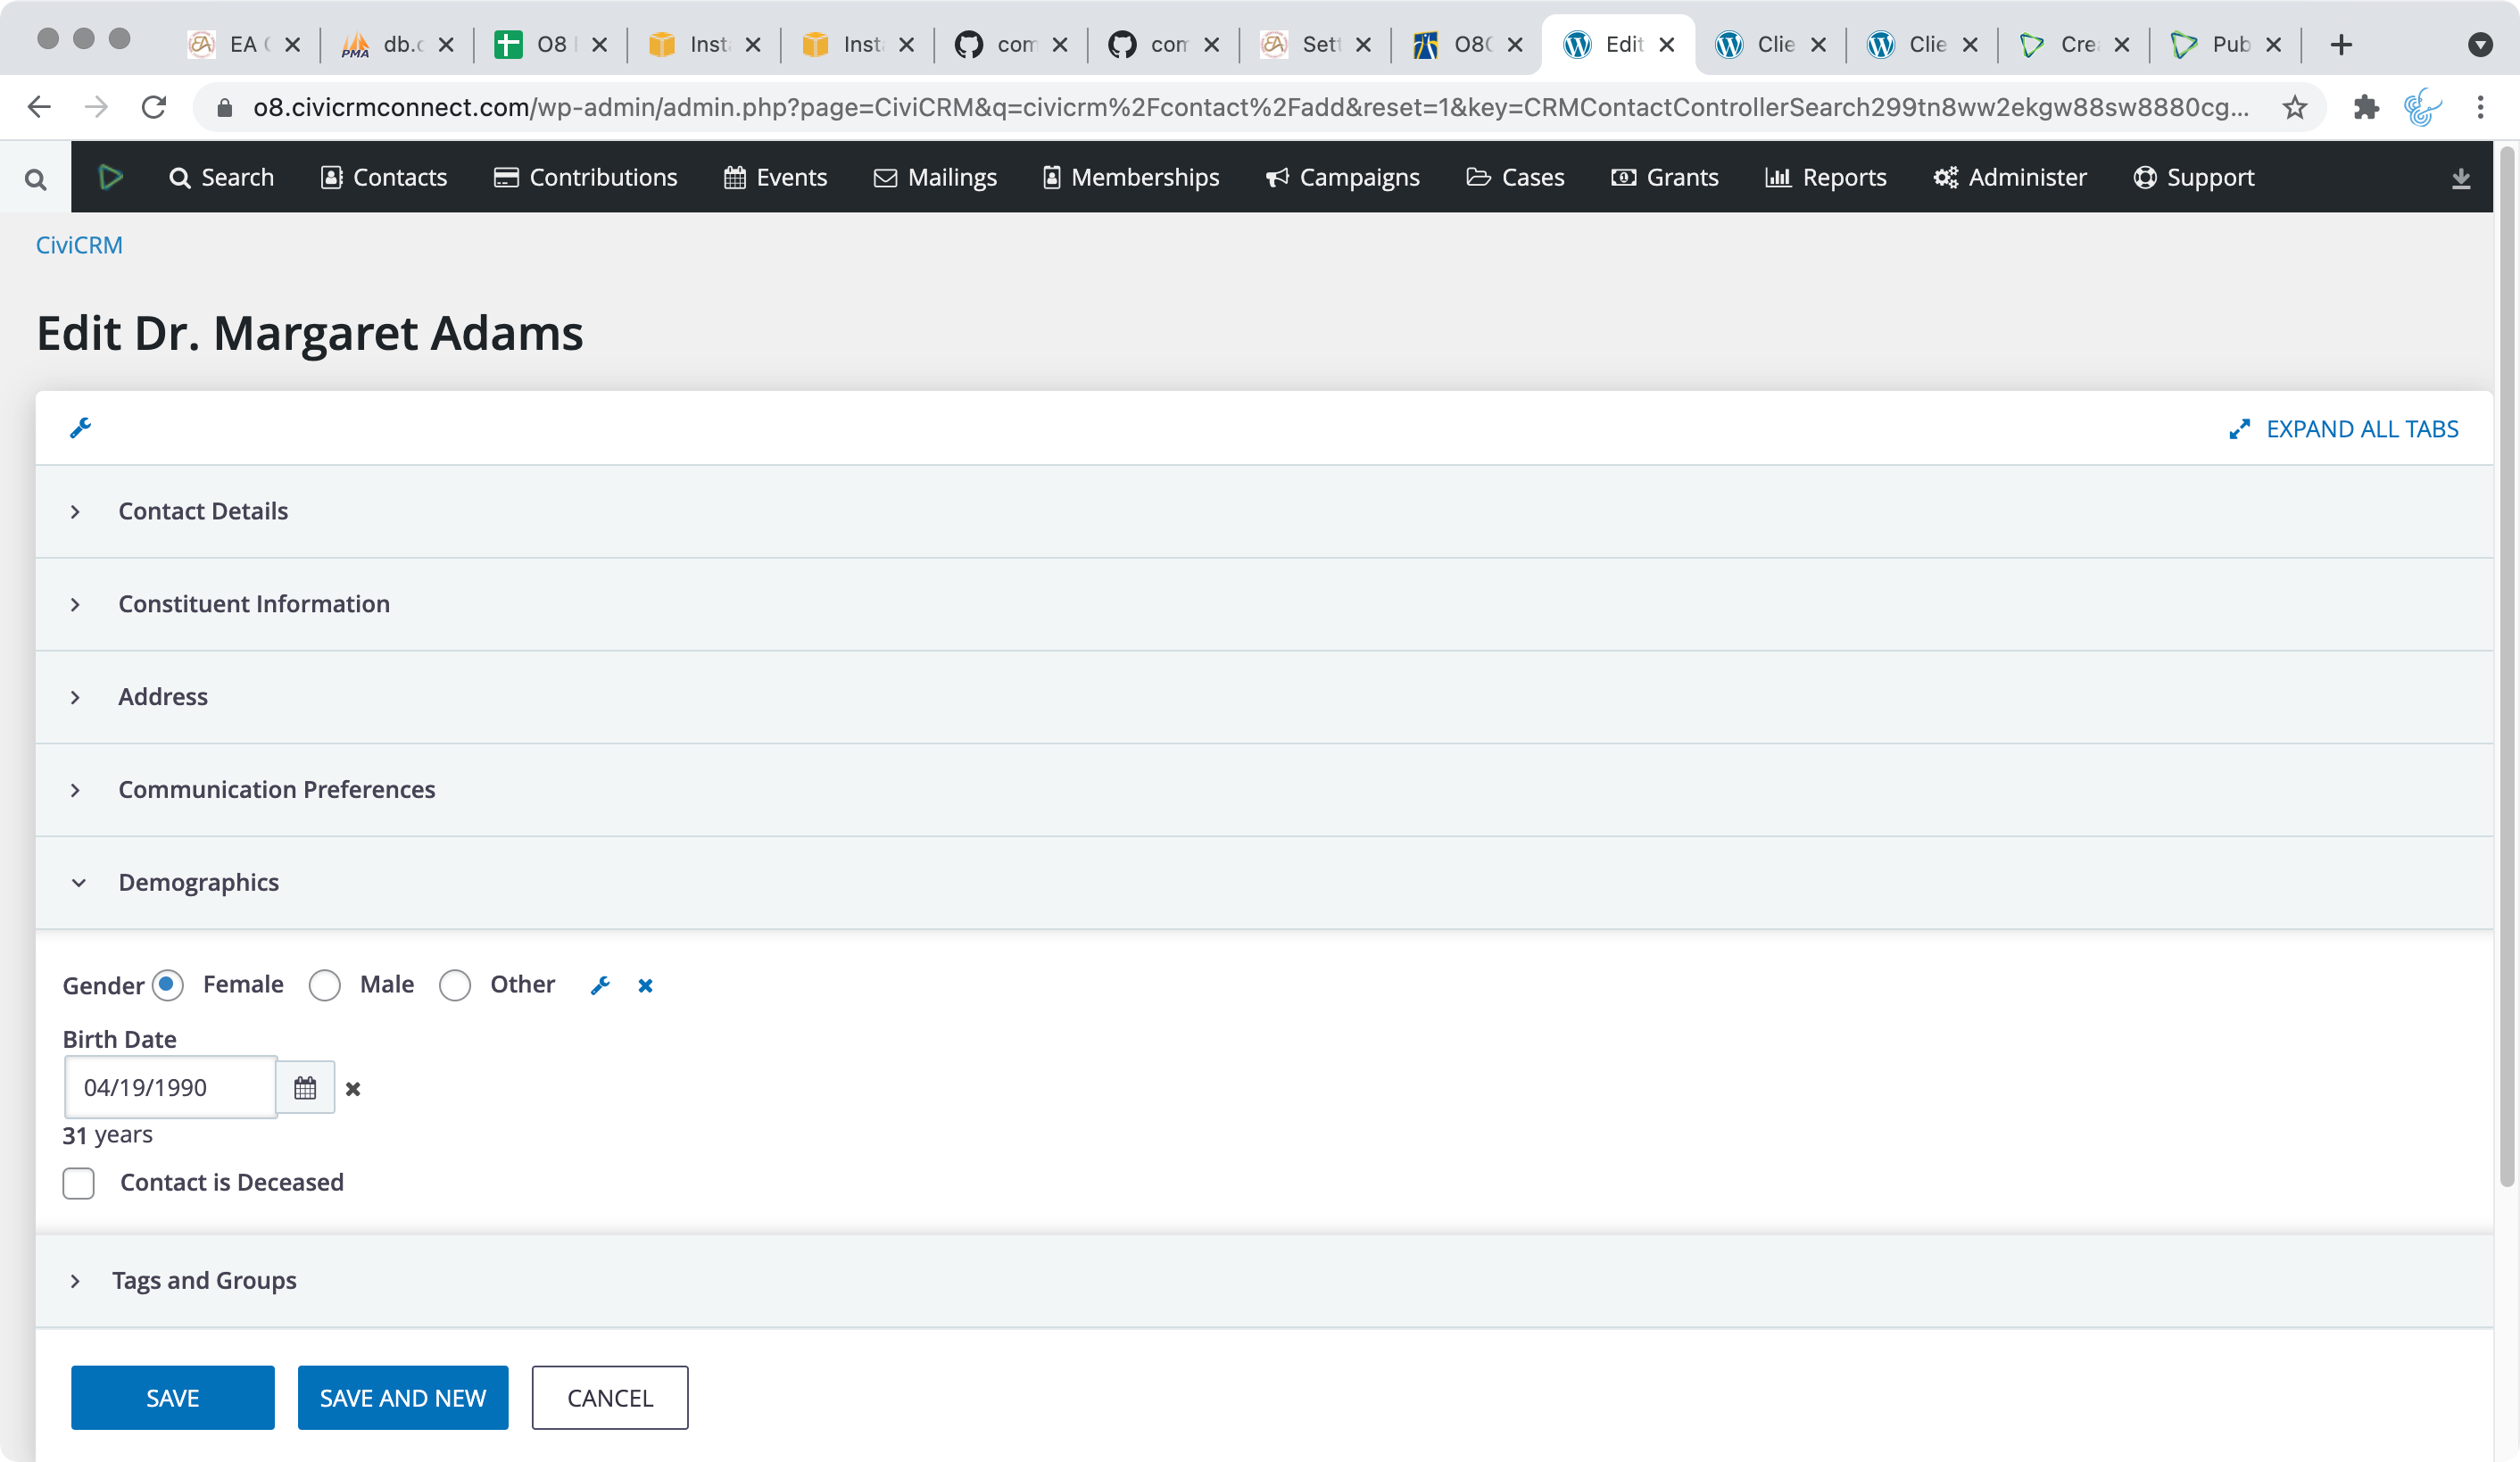 EA
PMA db.c
O8
Inst
Inst
com
com
Sett
O8C
Edit
Clie
Clie
Cre
Pub
o8.civicrmconnect.com/wp-admin/admin.php?page=CiviCRM&q=civicrm%2Fcontact%2Fadd&reset=1&key=CRMContactControllerSearch299tn8ww2ekgw88sw8880cg...
Search Contacts Contributions Events Mailings Memberships Campaigns Cases Grants Reports Administer Support
CiviCRM
Edit Dr. Margaret Adams
EXPAND ALL TABS
Contact Details
Constituent Information
Address
Communication Preferences
Demographics
Gender Female Male Other
Birth Date
04/19/1990
31 years
Contact is Deceased
Tags and Groups
SAVE SAVE AND NEW CANCEL